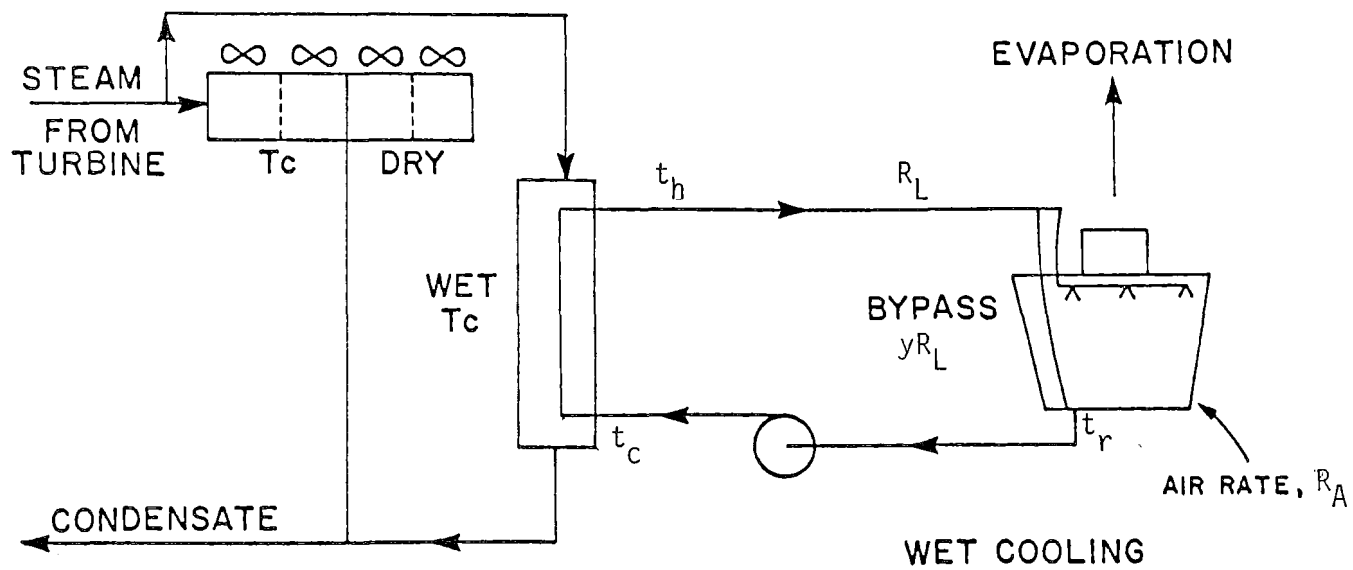 STEAM
FROM
TURBINE
Tc DRY
EVAPORATION
t_h
R_L
WET
Tc
BYPASS
yR_L
t_c
t_r
AIR RATE, R_A
CONDENSATE
WET COOLING